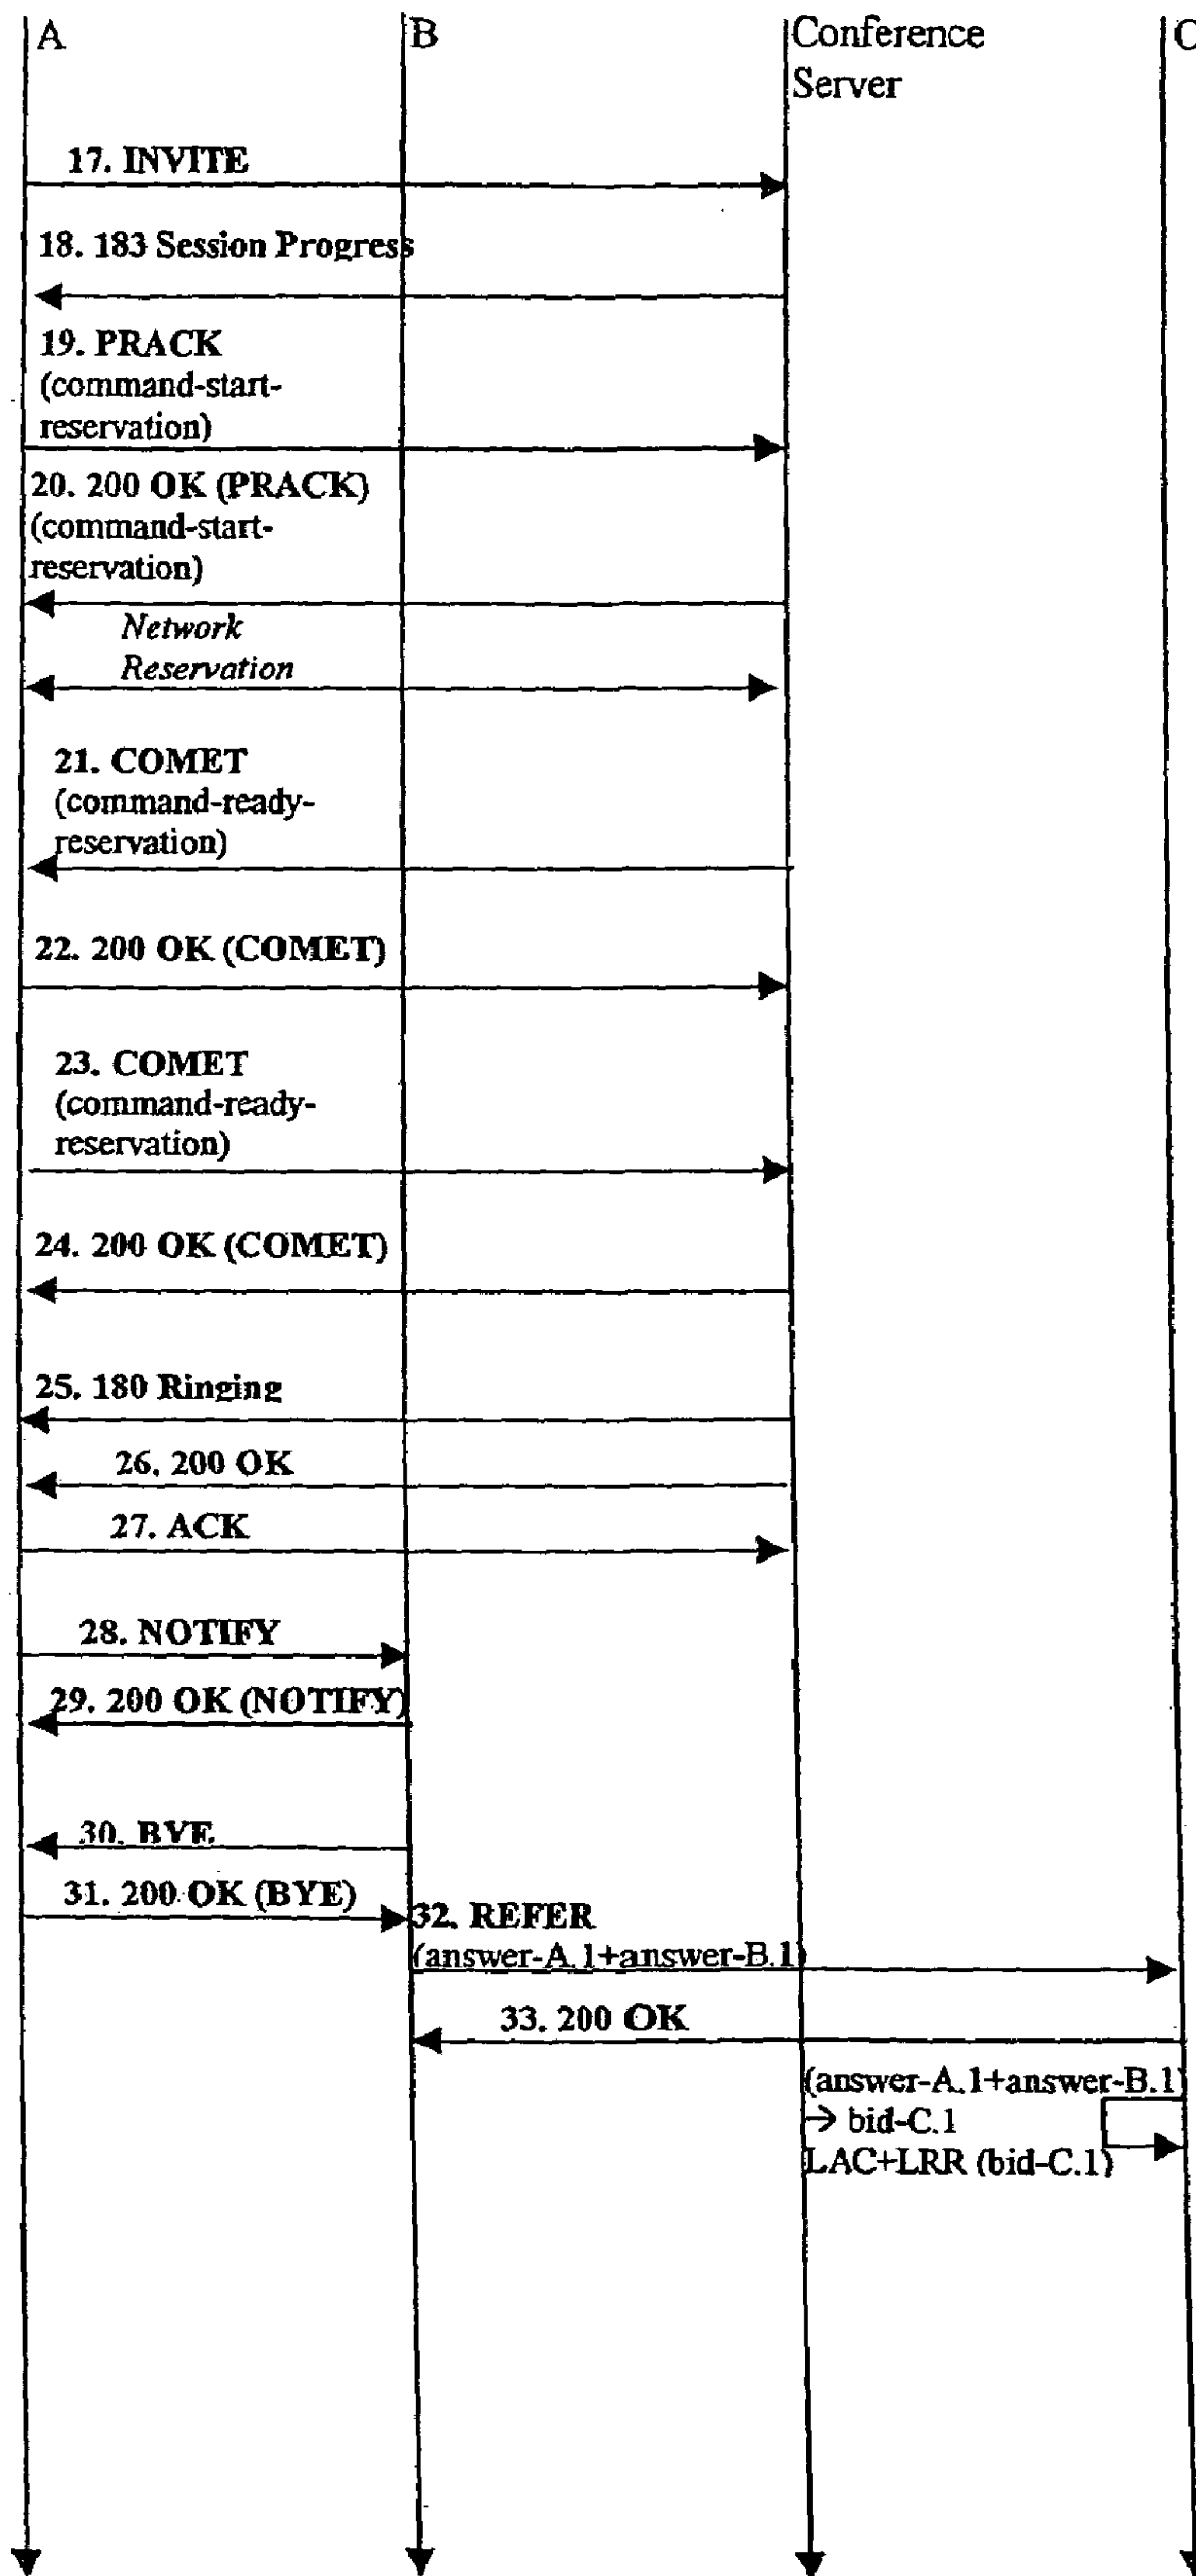 A
B
Conference
Server
C
17. INVITE
18. 183 Session Progress
19. PRACK
(command-start-
reservation)
20. 200 OK (PRACK)
(command-start-
reservation)
Network
Reservation
21. COMET
(command-ready-
reservation)
22. 200 OK (COMET)
23. COMET
(command-ready-
reservation)
24. 200 OK (COMET)
25. 180 Ringing
26. 200 OK
27. ACK
28. NOTIFY
29. 200 OK (NOTIFY)
30. BYE
31. 200 OK (BYE)
32. REFER
(answer-A.1+answer-B.1)
33. 200 OK
(answer-A.1+answer-B.1)
→ bid-C.1
LAC+LRR (bid-C.1)